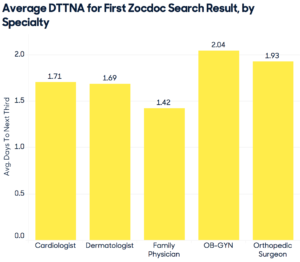 Average DTTNA for First Zocdoc Search Result, by
Specialty
2.04
1.93
1.71
1.69
1.42
Avg. Days To Next Third
2.0
1.5
1.0
0.5
0.0
Cardiologist
Dermatologist
Family
Physician
OB-GYN
Orthopedic
Surgeon